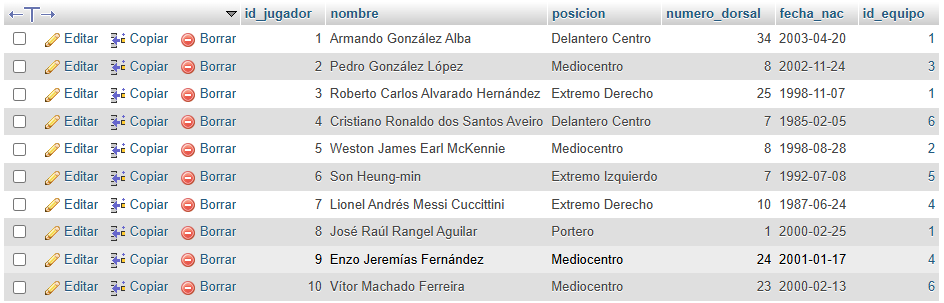 id_jugador nombre posicion numero_dorsal fecha_nac id_equipo
Editar Copiar Borrar 1 Armando González Alba Delantero Centro 34 2003-04-20 1
Editar Copiar Borrar 2 Pedro González López Mediocentro 8 2002-11-24 3
Editar Copiar Borrar 3 Roberto Carlos Alvarado Hernández Extremo Derecho 25 1998-11-07 1
Editar Copiar Borrar 4 Cristiano Ronaldo dos Santos Aveiro Delantero Centro 7 1985-02-05 6
Editar Copiar Borrar 5 Weston James Earl McKennie Mediocentro 8 1998-08-28 2
Editar Copiar Borrar 6 Son Heung-min Extremo Izquierdo 7 1992-07-08 5
Editar Copiar Borrar 7 Lionel Andrés Messi Cuccittini Extremo Derecho 10 1987-06-24 4
Editar Copiar Borrar 8 José Raúl Rangel Aguilar Portero 1 2000-02-25 1
Editar Copiar Borrar 9 Enzo Jeremías Fernández Mediocentro 24 2001-01-17 4
Editar Copiar Borrar 10 Vítor Machado Ferreira Mediocentro 23 2000-02-13 6